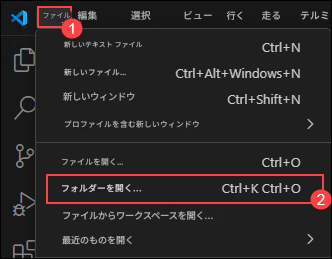 ファイル 編集 選択 ビュー 行く 走る テルミ
1
新しいテキスト ファイル Ctrl+N
新しいファイル... Ctrl+Alt+Windows+N
新しいウィンドウ Ctrl+Shift+N
プロファイルを含む新しいウィンドウ
ファイルを開く... Ctrl+O
フォルダーを開く... Ctrl+K Ctrl+O
2
ファイルからワークスペースを開く...
最近のものを開く